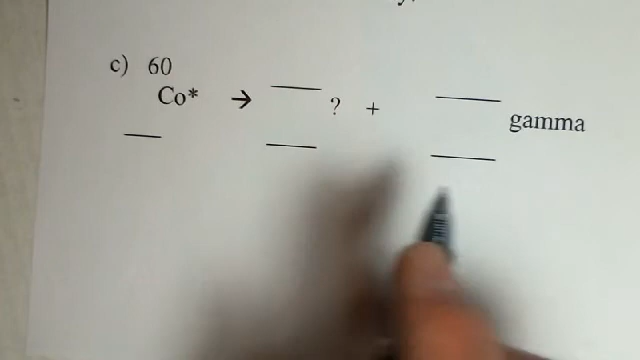 c) 60
Co* → ? + gamma